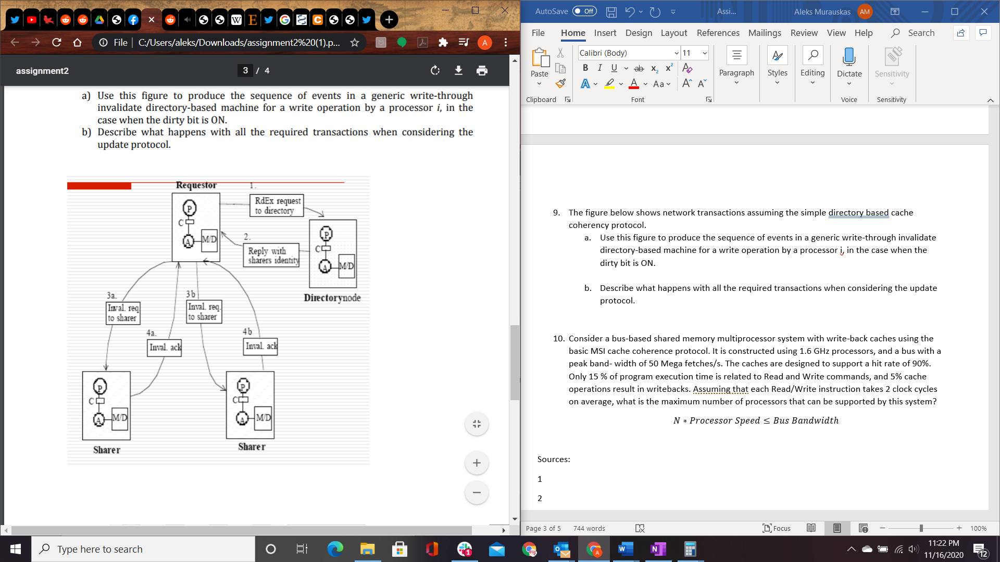 File | C:/Users/aleks/Downloads/assignment2%20(1).p...
A
assignment2
3 / 4
a) Use this figure to produce the sequence of events in a generic write-through
invalidate directory-based machine for a write operation by a processor i, in the
case when the dirty bit is ON.
b) Describe what happens with all the required transactions when considering the
update protocol.
Requestor
1.
RdEx request
to directory
P
C
A
M/D
2.
Reply with
sharers identity
P
C
A
M/D
Directorynode
3a.
Inval. req
to sharer
3b
Inval. req.
to sharer
4a.
Inval. ack
4b
Inval. ack
P
C
A
M/D
Sharer
P
C
A
M/D
Sharer
AutoSave Off
Assi...
Aleks Murauskas AM
File Home Insert Design Layout References Mailings Review View Help Search
Paste
Clipboard
Calibri (Body) 11
B I U ab x₂ x²
A A Aa A A
Font
Paragraph
Styles
Editing
Dictate
Voice
Sensitivity
Sensitivity
9. The figure below shows network transactions assuming the simple directory based cache
coherency protocol.
a. Use this figure to produce the sequence of events in a generic write-through invalidate
directory-based machine for a write operation by a processor i, in the case when the
dirty bit is ON.
b. Describe what happens with all the required transactions when considering the update
protocol.
10. Consider a bus-based shared memory multiprocessor system with write-back caches using the
basic MSI cache coherence protocol. It is constructed using 1.6 GHz processors, and a bus with a
peak band- width of 50 Mega fetches/s. The caches are designed to support a hit rate of 90%.
Only 15 % of program execution time is related to Read and Write commands, and 5% cache
operations result in writebacks. Assuming that each Read/Write instruction takes 2 clock cycles
on average, what is the maximum number of processors that can be supported by this system?
N * Processor Speed ≤ Bus Bandwidth
Sources:
1
2
Page 3 of 5 744 words
Focus
100%
Type here to search
11:22 PM
11/16/2020
12